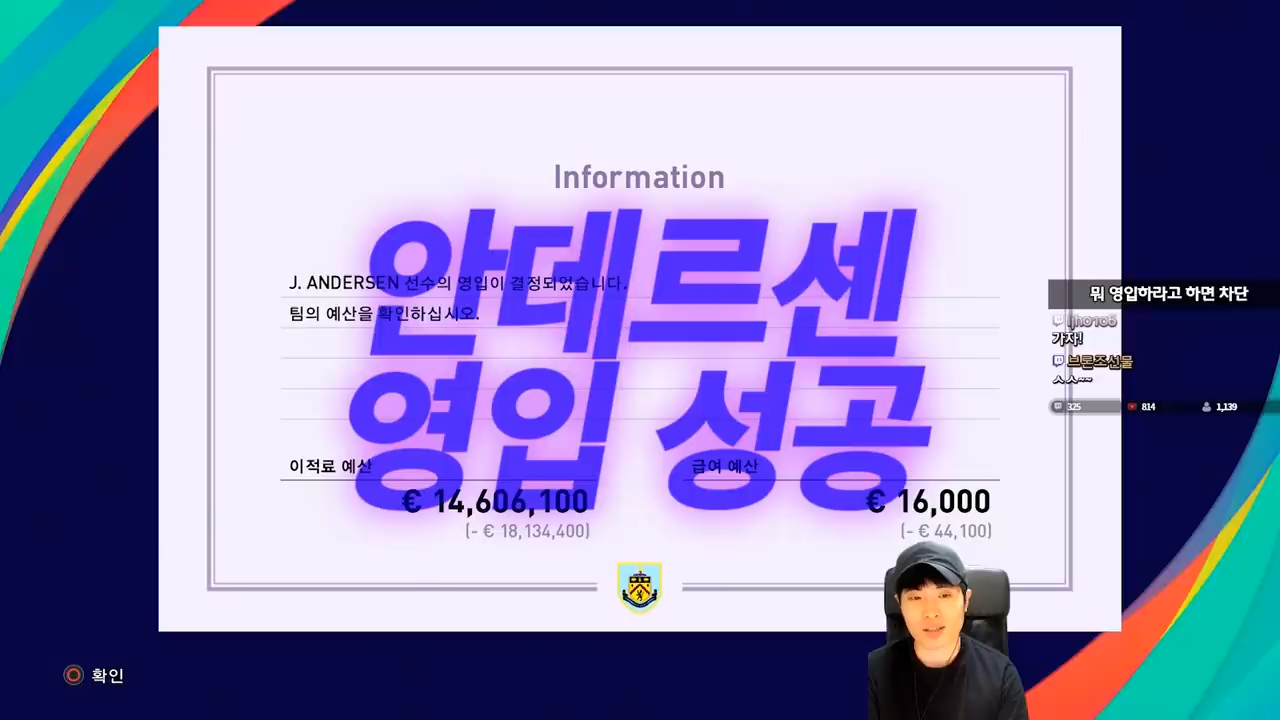 Information
안데르센
영입 성공
J. ANDERSEN 선수의 영입이 결정되었습니다.
팀의 예산을 확인하십시오.
이적료 예산
€ 14,606,100
(- € 18,134,400)
급여 예산
€ 16,000
(- € 44,100)
뭐 영입하라고 하면 차단
가자!
브론조선물
ㅅㅅ~~
325
814
1,139
확인